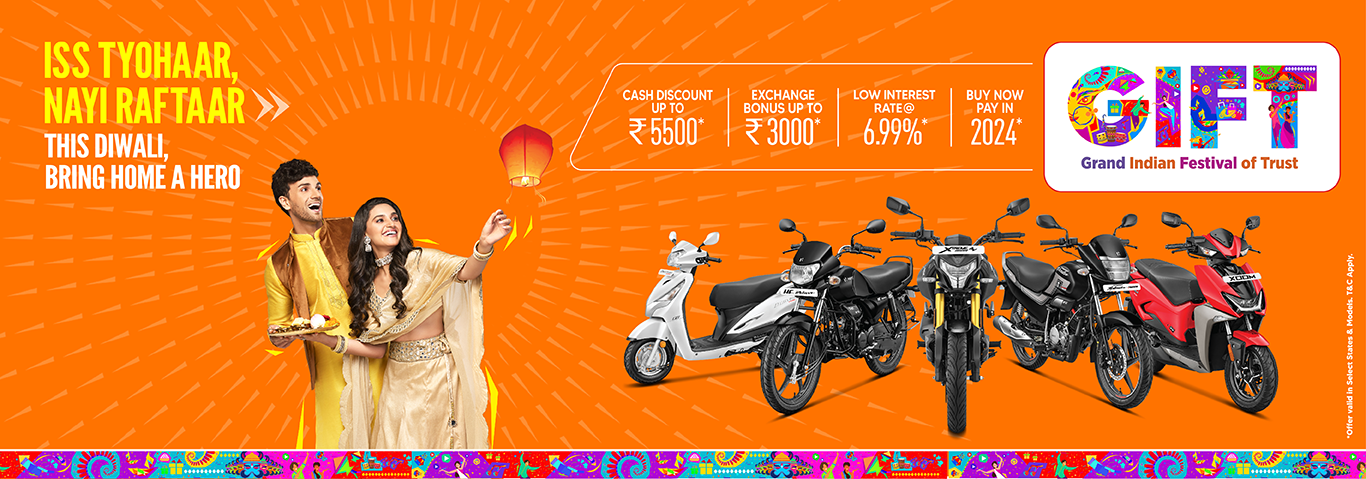 ISS TYOHAAR,
NAYI RAFTAAR
THIS DIWALI,
BRING HOME A HERO
CASH DISCOUNT
UP TO
₹ 5500*
EXCHANGE
BONUS UP TO
₹ 3000*
LOW INTEREST
RATE@
6.99%*
BUY NOW
PAY IN
2024*
GIFT
Grand Indian Festival of Trust
XOOM
*Offer valid in Select States & Models. T&C Apply.